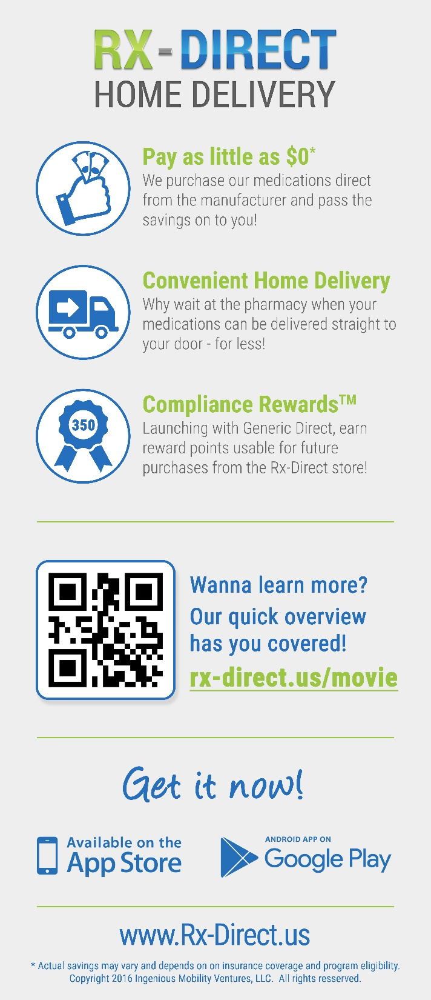 RX-DIRECT
HOME DELIVERY
Pay as little as $0*
We purchase our medications direct
from the manufacturer and pass the
savings on to you!
Convenient Home Delivery
Why wait at the pharmacy when your
medications can be delivered straight to
your door - for less!
350
Compliance Rewards™
Launching with Generic Direct, earn
reward points usable for future
purchases from the Rx-Direct store!
Wanna learn more?
Our quick overview
has you covered!
rx-direct.us/movie
Get it now!
Available on the
App Store
ANDROID APP ON
Google Play
www.Rx-Direct.us
* Actual savings may vary and depends on on insurance coverage and program eligibility.
Copyright 2016 Ingenious Mobility Ventures, LLC. All rights resserved.